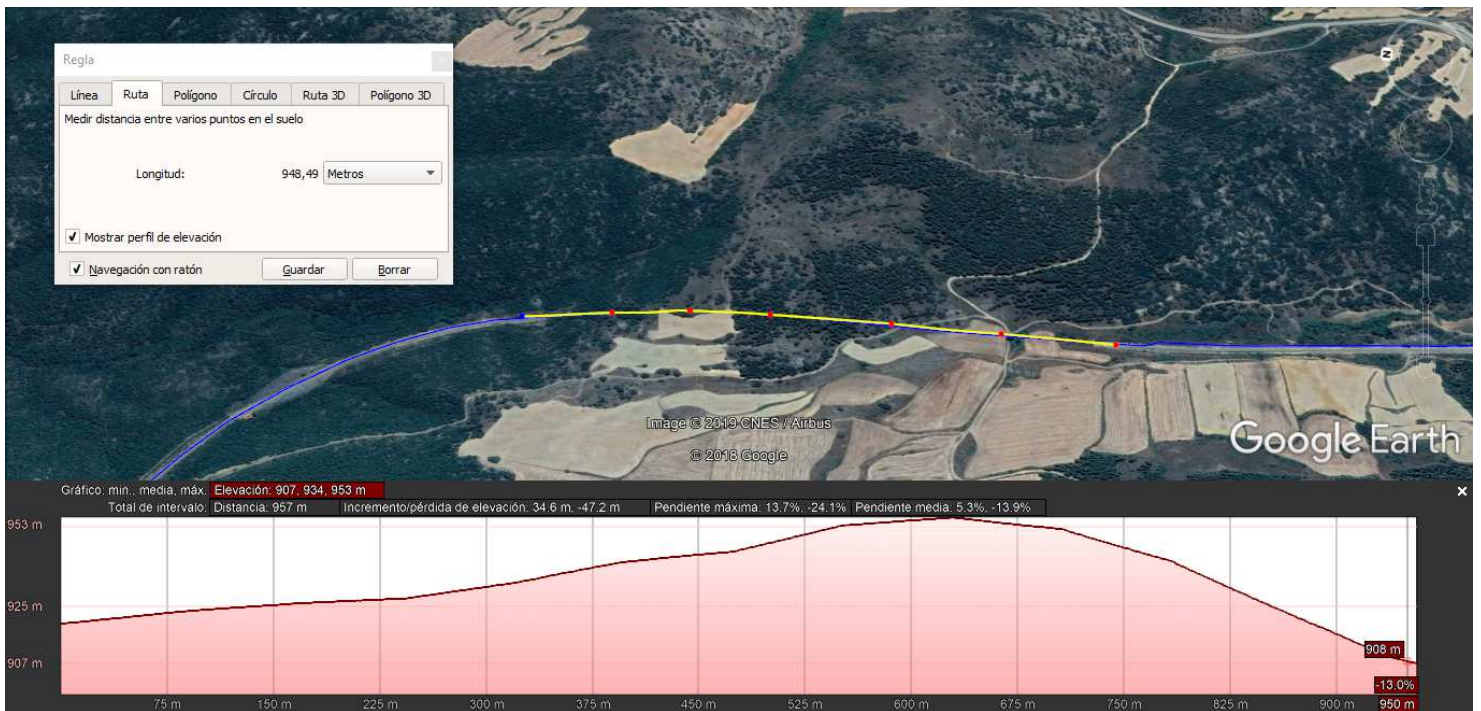 Regla
Línea Ruta Polígono Círculo Ruta 3D Polígono 3D
Medir distancia entre varios puntos en el suelo
Longitud: 948,49 Metros
Mostrar perfil de elevación
Navegación con ratón Guardar Borrar
N
Image © 2019 CNES / Airbus
© 2018 Google
Google Earth
Gráfico: min., media, máx. Elevación: 907, 934, 953 m
Total de intervalo: Distancia: 957 m Incremento/pérdida de elevación: 34.6 m, -47.2 m Pendiente máxima: 13.7%, -24.1% Pendiente media: 5.3%, -13.9%
953 m
925 m
908 m
907 m
-13.0%
75 m 150 m 225 m 300 m 375 m 450 m 525 m 600 m 675 m 750 m 825 m 900 m 950 m